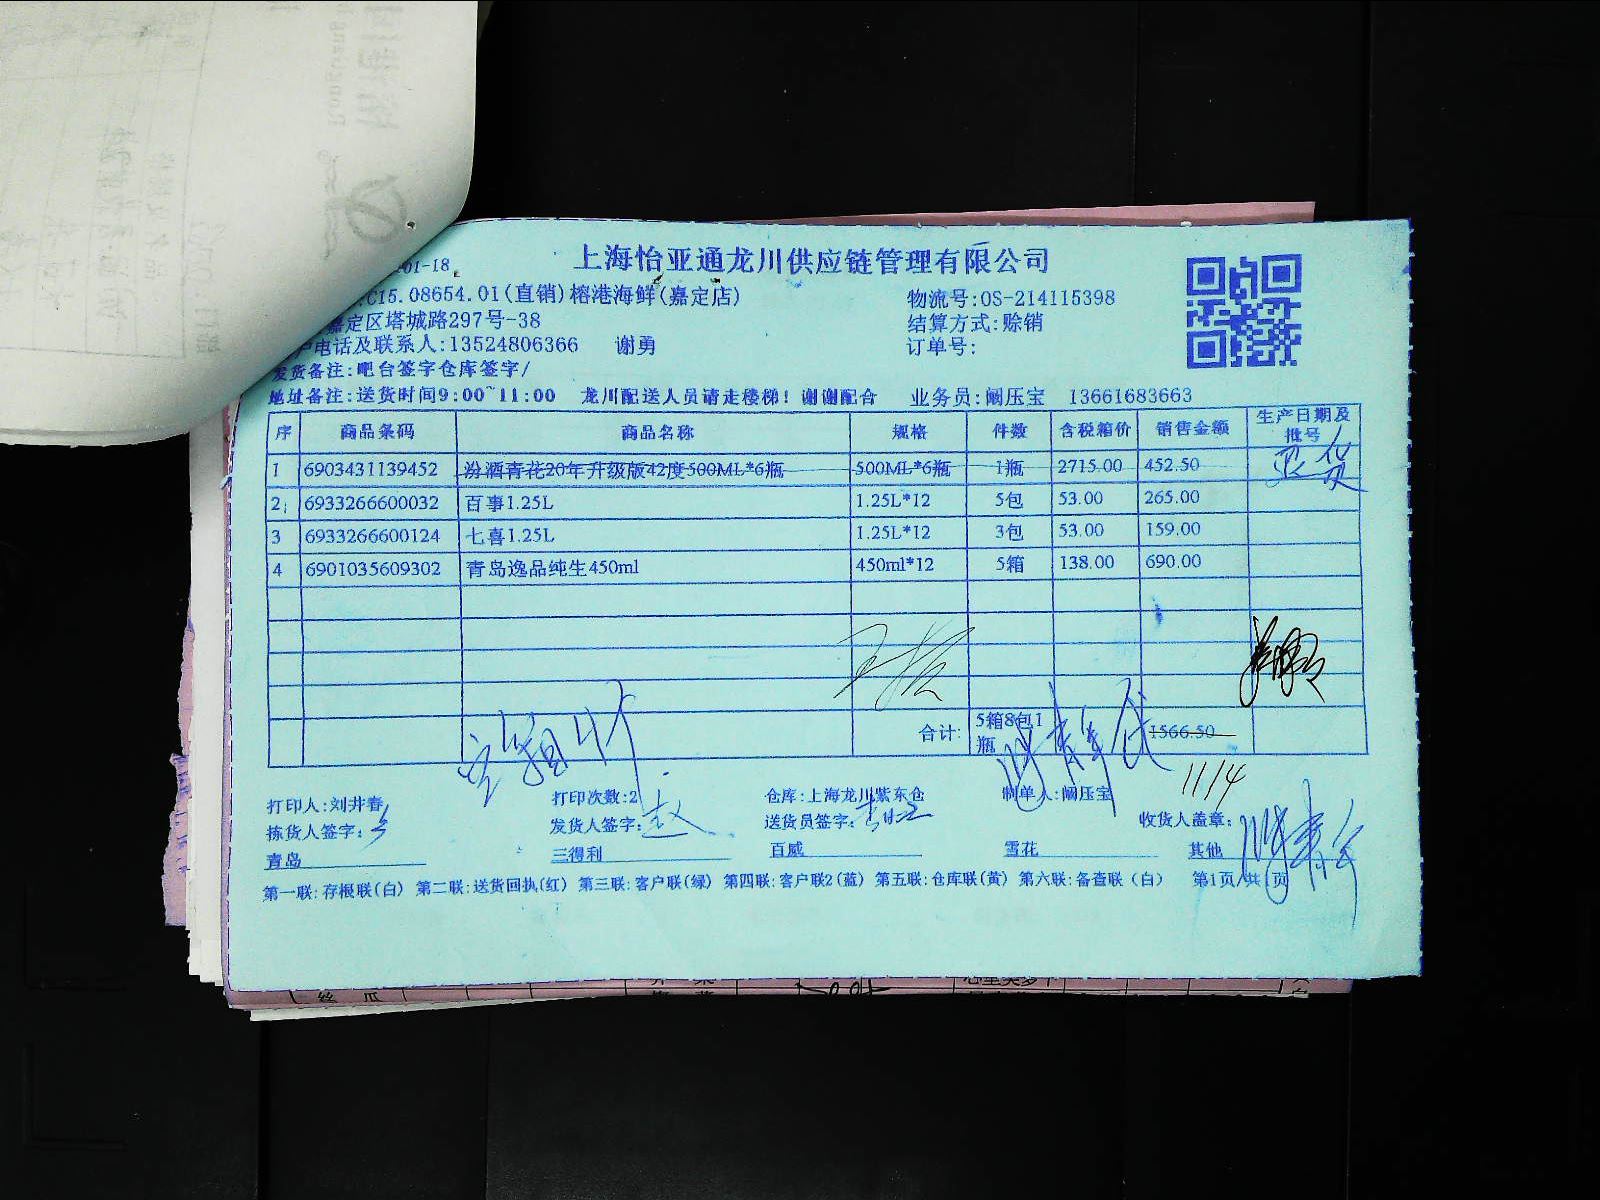 上海怡亚通龙川供应链管理有限公司
01-18
C15.08654.01(直销)榕港海鲜(嘉定店)
物流号:OS-214115398
嘉定区塔城路297号-38
结算方式:赊销
户电话及联系人:13524806366 谢勇
订单号:
发货备注:吧台签字仓库签字/
地址备注:送货时间9:00~11:00 龙川配送人员请走楼梯!谢谢配合 业务员:阚压宝 13661683663
序 商品条码 商品名称 规格 件数 含税箱价 销售金额 生产日期及批号
1 6903431139452 汾酒青花20年升级版42度500ML*6瓶 500ML*6瓶 1瓶 2715.00 452.50
2 6933266600032 百事1.25L 1.25L*12 5包 53.00 265.00
3 6933266600124 七喜1.25L 1.25L*12 3包 53.00 159.00
4 6901035609302 青岛逸品纯生450ml 450ml*12 5箱 138.00 690.00
合计: 5箱8包1瓶 1566.50
1114
打印人:刘井春 打印次数:2 仓库:上海龙川紫东仓 制单人:阚压宝
拣货人签字: 发货人签字: 送货员签字: 收货人盖章:
青岛 三得利 百威 雪花 其他
第一联:存根联(白) 第二联:送货回执(红) 第三联:客户联(绿) 第四联:客户联2(蓝) 第五联:仓库联(黄) 第六联:备查联(白) 第1页/共1页